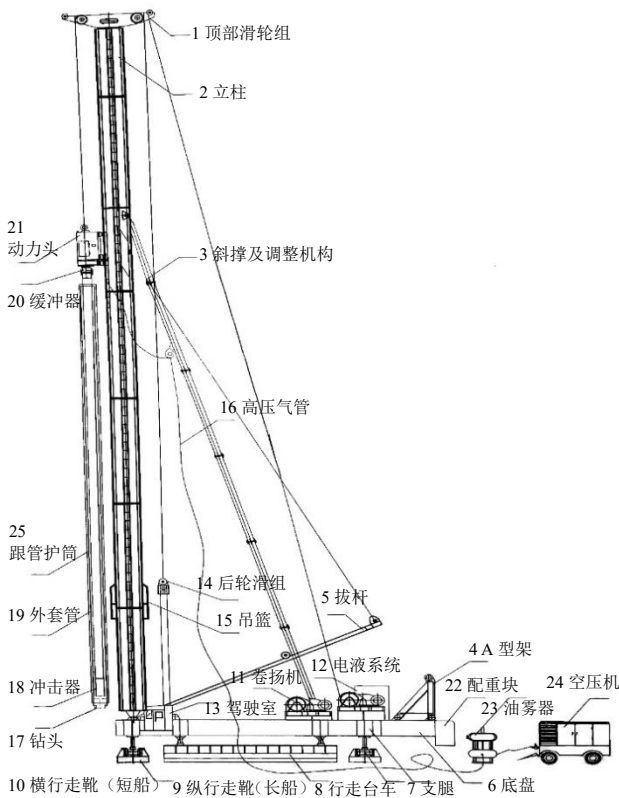 1 顶部滑轮组
2 立柱
21
动力头
3 斜撑及调整机构
20 缓冲器
16 高压气管
25
跟管护筒
14 后轮滑组
5 拔杆
19 外套管
15 吊篮
4 A 型架
12 电液系统
11 卷扬机
18 冲击器
22 配重块
24 空压机
13 驾驶室
23 油雾器
17 钻头
10 横行走靴（短船）
9 纵行走靴（长船）
8 行走台车
7 支腿
6 底盘